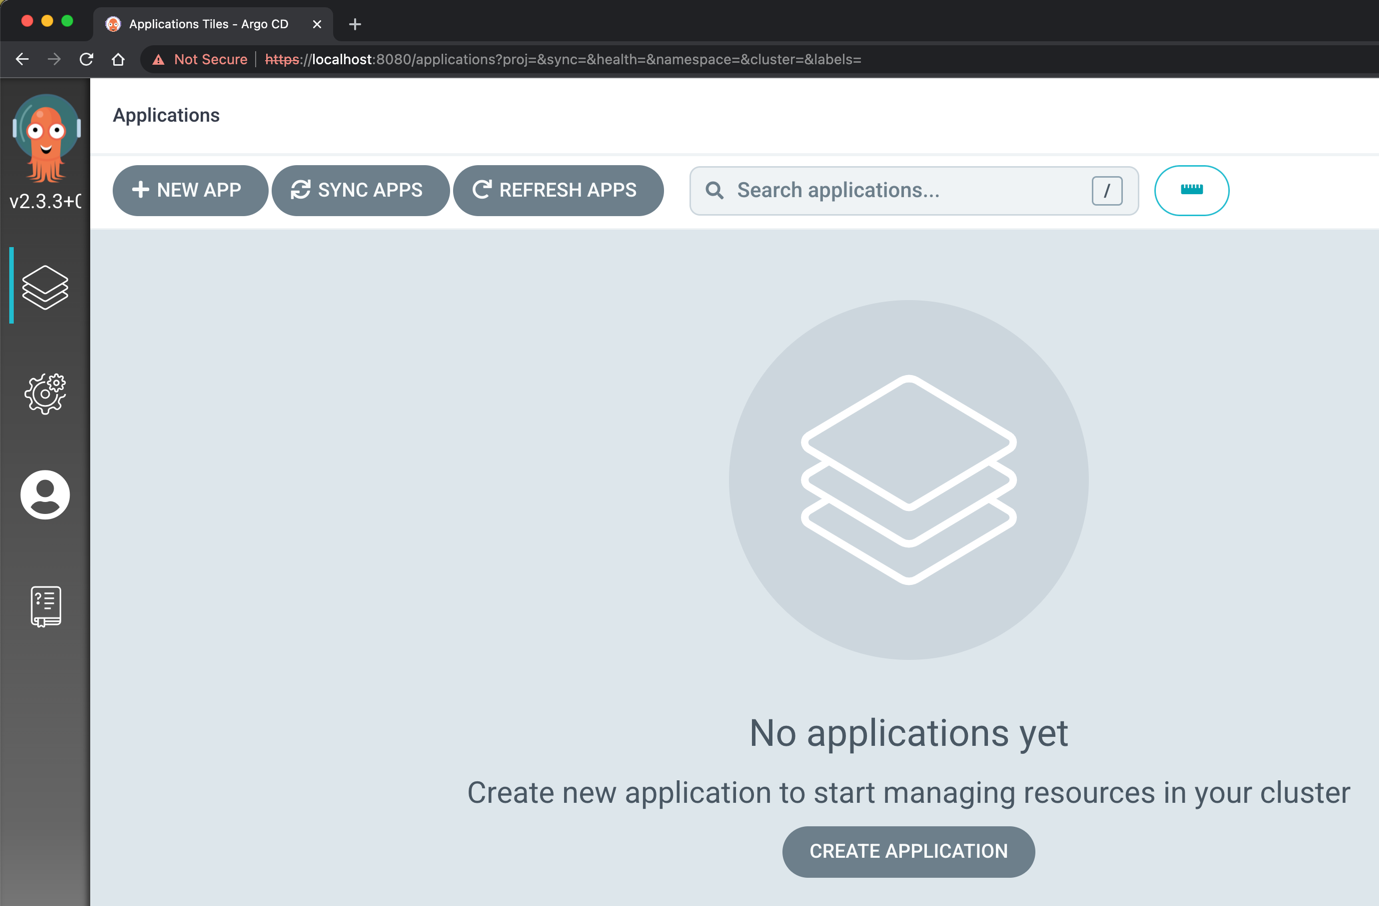 Applications Tiles - Argo CD
Not Secure https://localhost:8080/applications?proj=&sync=&health=&namespace=&cluster=&labels=
v2.3.3+0
Applications
NEW APP SYNC APPS REFRESH APPS Search applications... /
No applications yet
Create new application to start managing resources in your cluster
CREATE APPLICATION